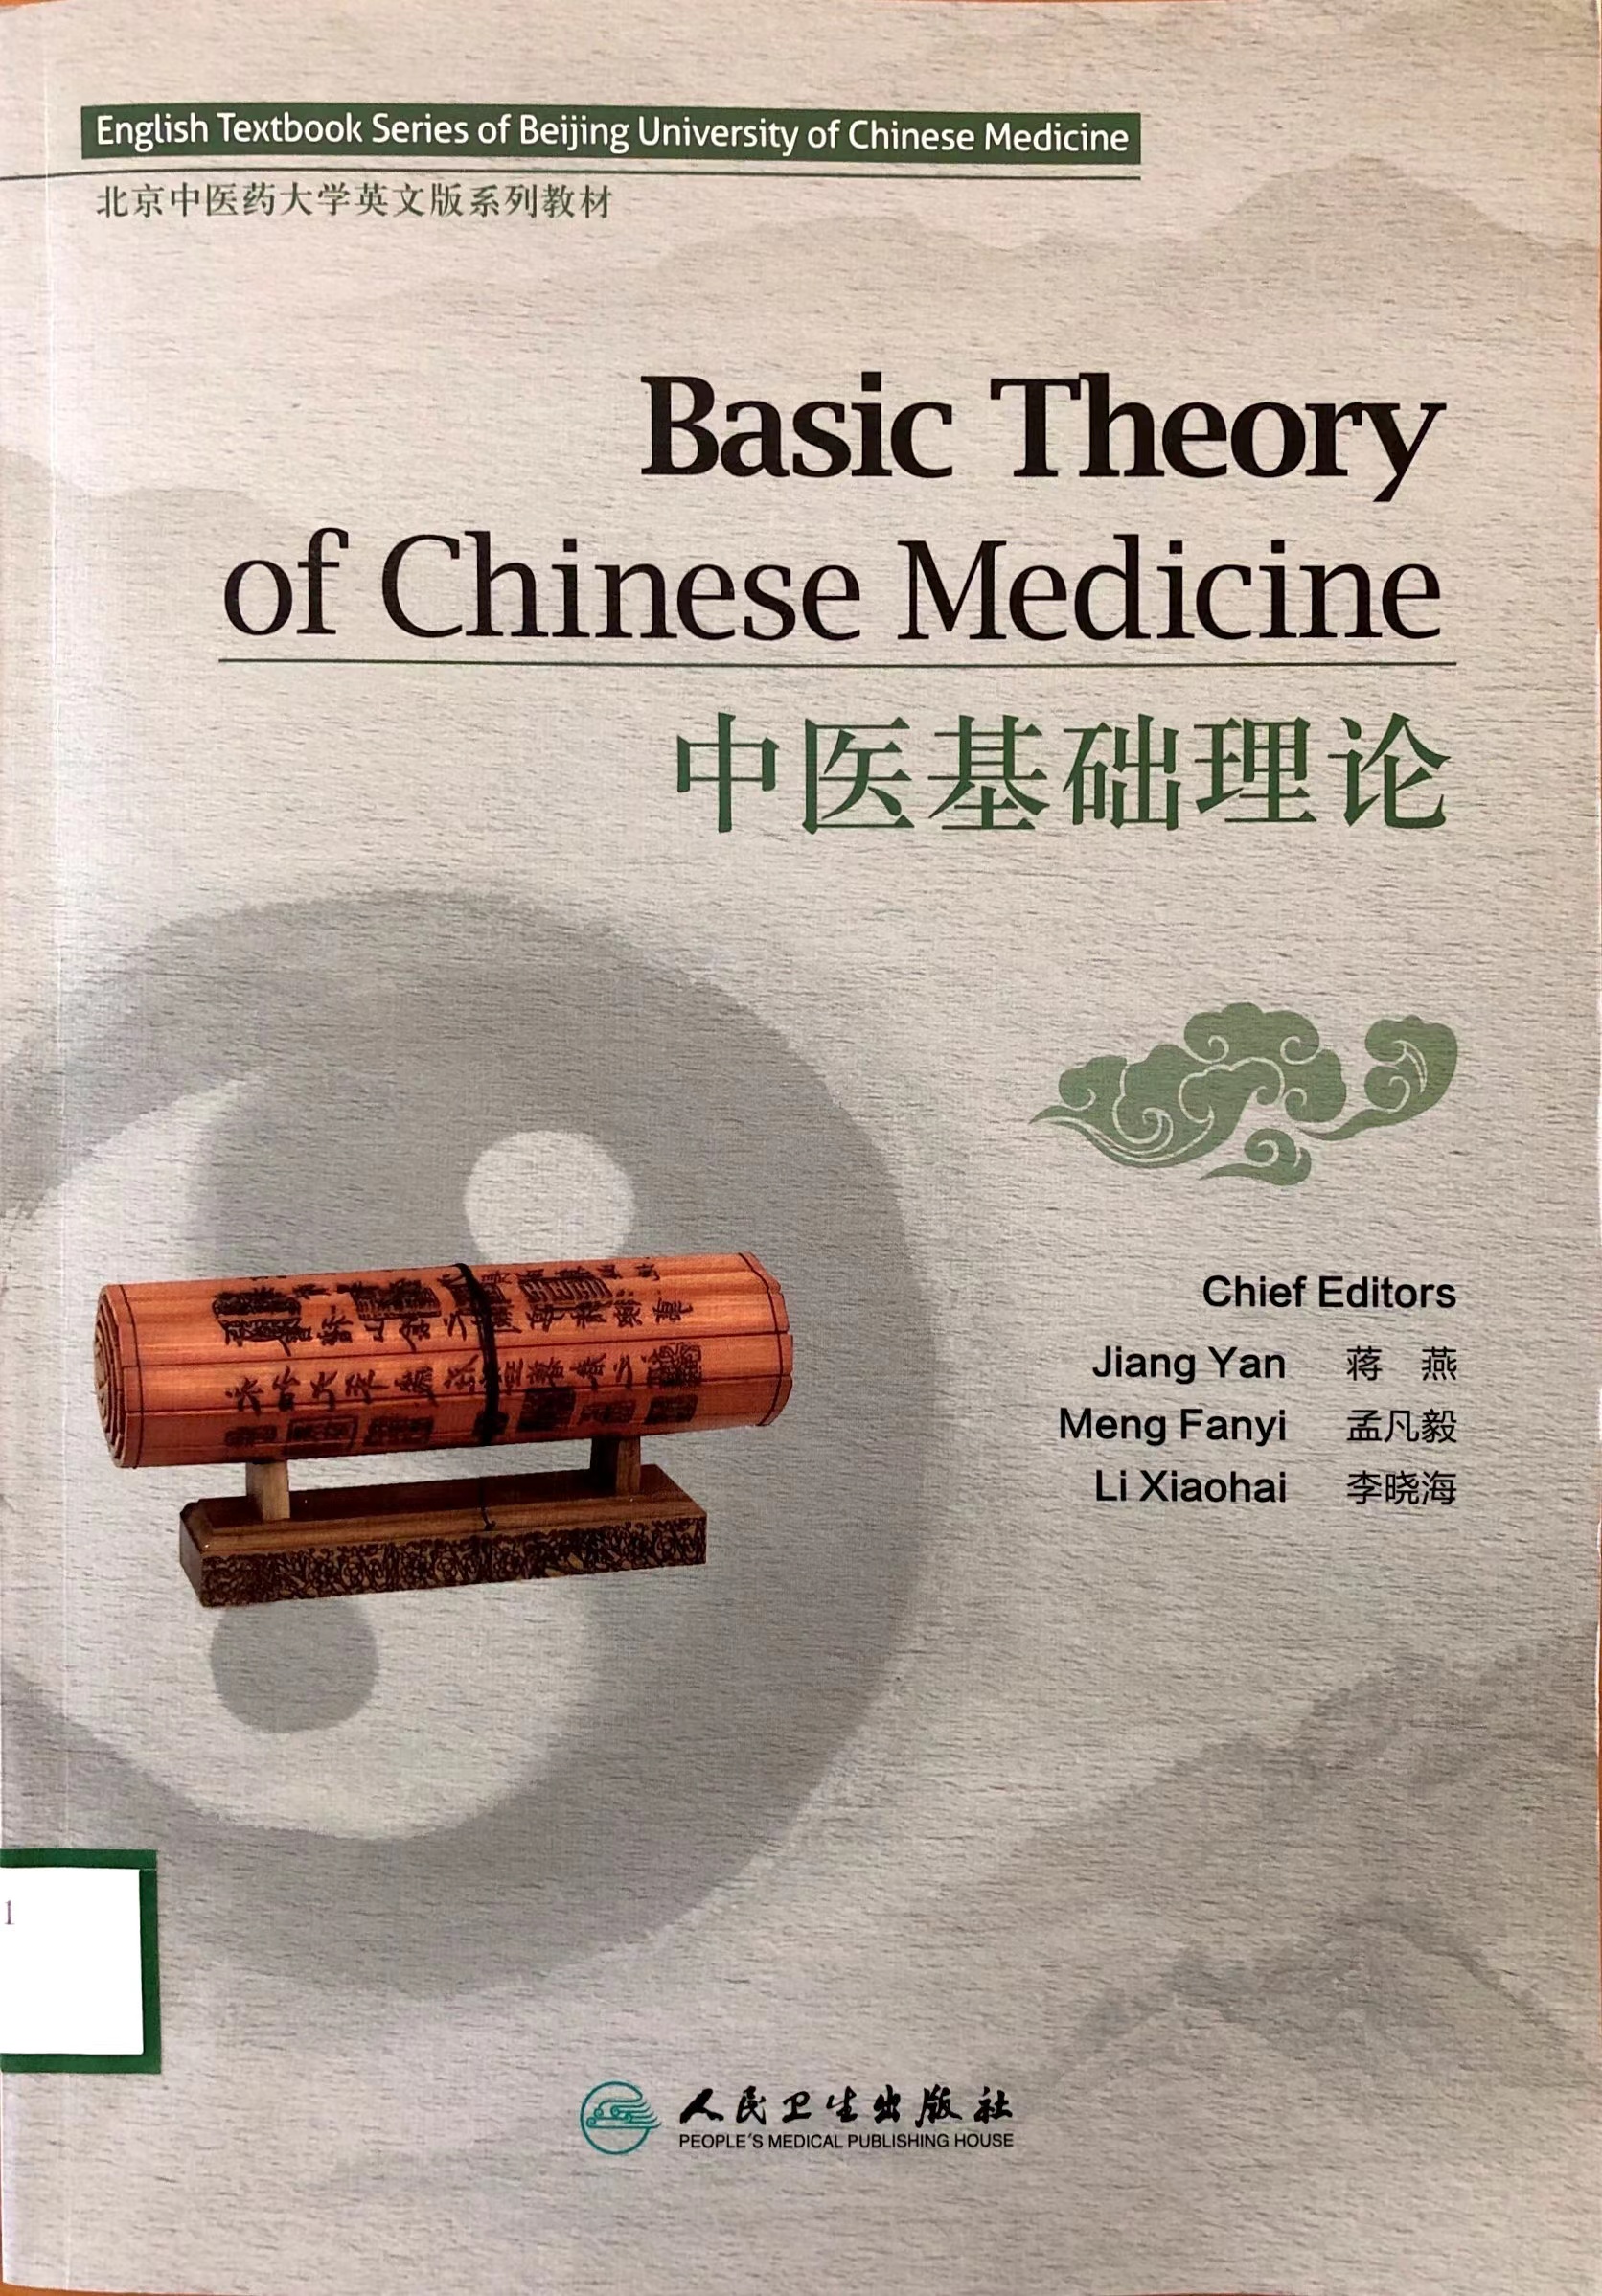 English Textbook Series of Beijing University of Chinese Medicine
北京中医药大学英文版系列教材
Basic Theory
of Chinese Medicine
中医基础理论
Chief Editors
Jiang Yan 蒋 燕
Meng Fanyi 孟凡毅
Li Xiaohai 李晓海
1
人民卫生出版社
PEOPLE'S MEDICAL PUBLISHING HOUSE